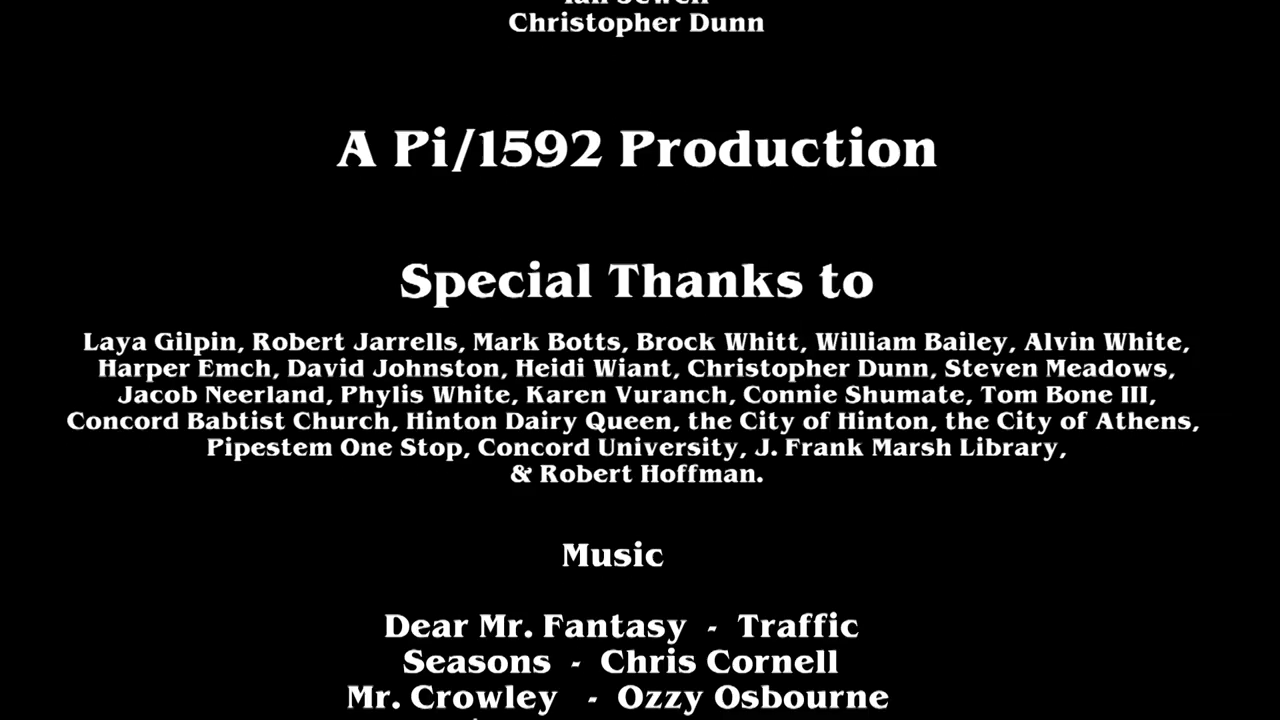 Christopher Dunn
A Pi/1592 Production
Special Thanks to
Laya Gilpin, Robert Jarrells, Mark Botts, Brock Whitt, William Bailey, Alvin White,
Harper Emch, David Johnston, Heidi Wiant, Christopher Dunn, Steven Meadows,
Jacob Neerland, Phylis White, Karen Vuranch, Connie Shumate, Tom Bone III,
Concord Babtist Church, Hinton Dairy Queen, the City of Hinton, the City of Athens,
Pipestem One Stop, Concord University, J. Frank Marsh Library,
& Robert Hoffman.
Music
Dear Mr. Fantasy - Traffic
Seasons - Chris Cornell
Mr. Crowley - Ozzy Osbourne